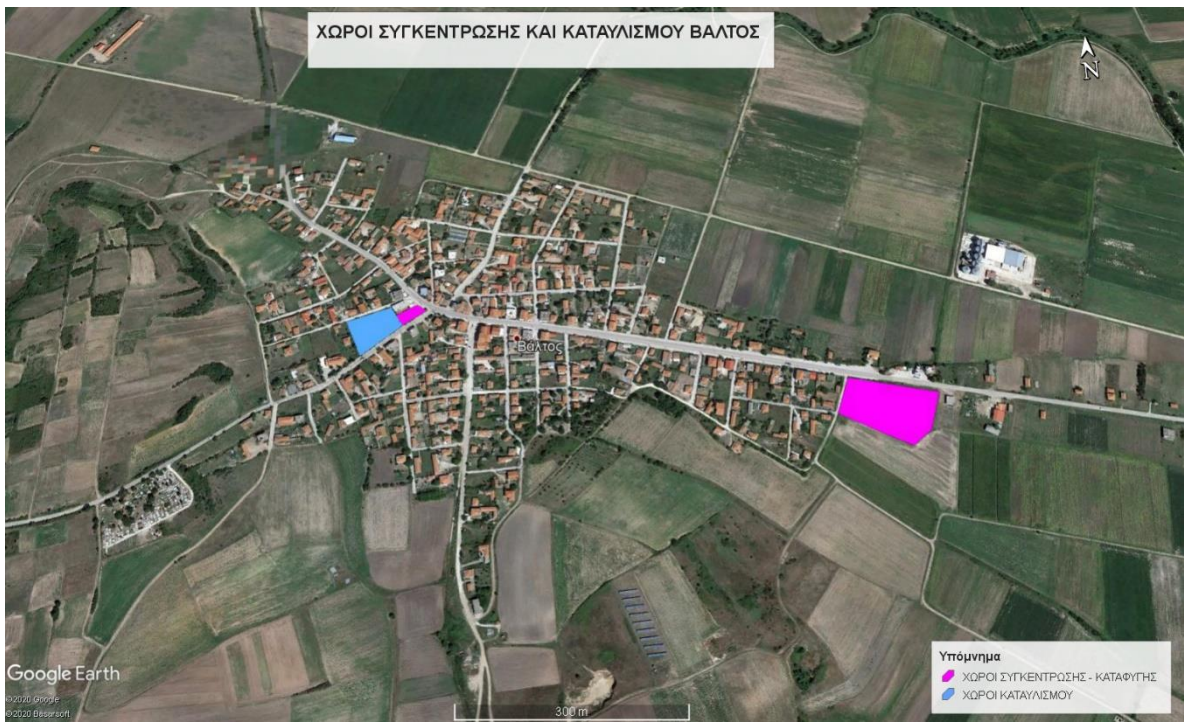 ΧΩΡΟΙ ΣΥΓΚΕΝΤΡΩΣΗΣ ΚΑΙ ΚΑΤΑΥΛΙΣΜΟΥ ΒΑΛΤΟΣ
N
Βάλτος
Υπόμνημα
ΧΩΡΟΙ ΣΥΓΚΕΝΤΡΩΣΗΣ - ΚΑΤΑΦΥΓΗΣ
ΧΩΡΟΙ ΚΑΤΑΥΛΙΣΜΟΥ
Google Earth
©2020 Google
©2020 Basarsoft
300 m